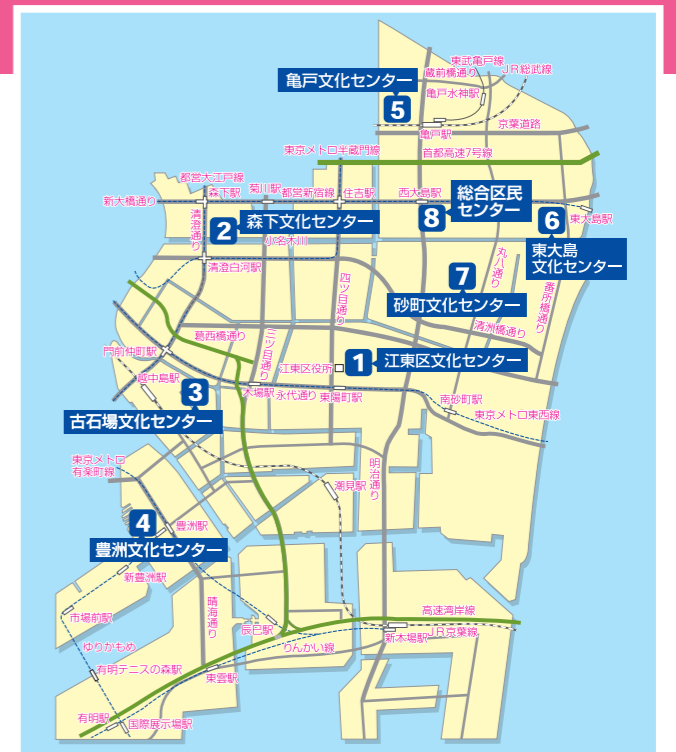 東武亀戸線
蔵前橋通り
JR総武線
亀戸文化センター
亀戸水神駅
5
京葉道路
亀戸駅
東京メトロ半蔵門線
首都高速7号線
都営大江戸線
新大橋通り
森下駅
菊川駅
都営新宿線
住吉駅
西大島駅
総合区民
センター
8
6
東大島駅
清澄通り
2
森下文化センター
小名木川
東大島
文化センター
清澄白河駅
四ツ目通り
7
丸八通り
番所橋通り
砂町文化センター
清洲橋通り
葛西橋通り
三ツ目通り
門前仲町駅
江東区役所
1
江東区文化センター
越中島駅
3
木場駅
永代通り
東陽町駅
南砂町駅
東京メトロ東西線
古石場文化センター
東京メトロ
有楽町線
明治通り
潮見駅
4
豊洲駅
豊洲文化センター
新豊洲駅
晴海通り
市場前駅
辰巳駅
高速湾岸線
新木場駅
JR京葉線
ゆりかもめ
りんかい線
有明テニスの森駅
東雲駅
有明駅
国際展示場駅